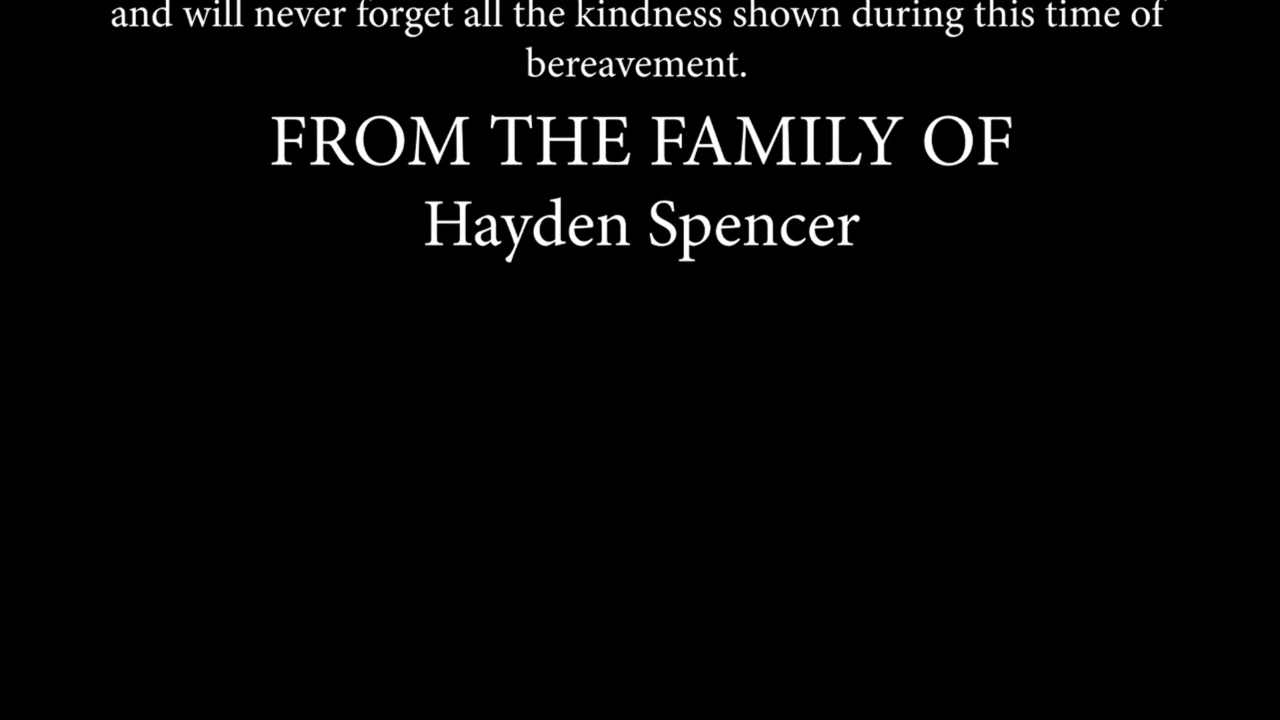 and will never forget all the kindness shown during this time of
bereavement.
FROM THE FAMILY OF
Hayden Spencer